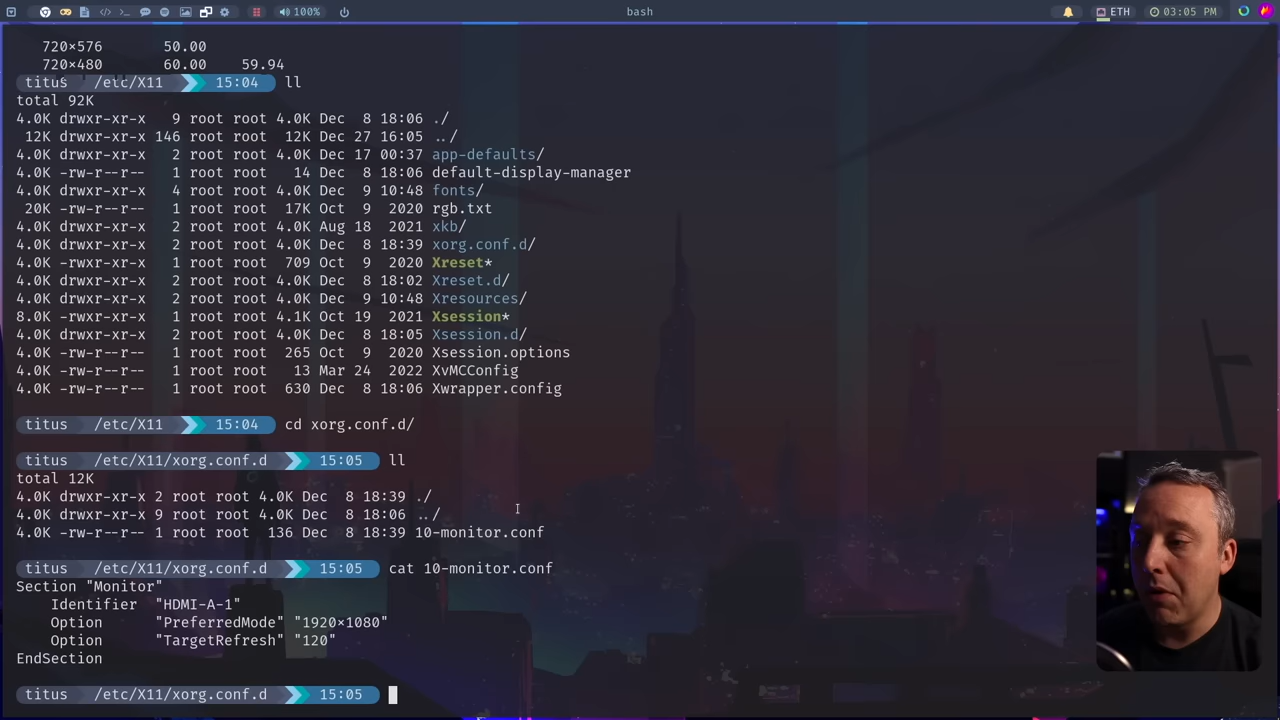 100%
bash
ETH
03:05 PM
720×576 50.00
720×480 60.00 59.94
titus /etc/X11 15:04 ll
total 92K
4.0K drwxr-xr-x 9 root root 4.0K Dec 8 18:06 ./
12K drwxr-xr-x 146 root root 12K Dec 27 16:05 ../
4.0K drwxr-xr-x 2 root root 4.0K Dec 17 00:37 app-defaults/
4.0K -rw-r--r-- 1 root root 14 Dec 8 18:06 default-display-manager
4.0K drwxr-xr-x 4 root root 4.0K Dec 9 10:48 fonts/
20K -rw-r--r-- 1 root root 17K Oct 9 2020 rgb.txt
4.0K drwxr-xr-x 2 root root 4.0K Aug 18 2021 xkb/
4.0K drwxr-xr-x 2 root root 4.0K Dec 8 18:39 xorg.conf.d/
4.0K -rwxr-xr-x 1 root root 709 Oct 9 2020 Xreset*
4.0K drwxr-xr-x 2 root root 4.0K Dec 8 18:02 Xreset.d/
4.0K drwxr-xr-x 2 root root 4.0K Dec 9 10:48 Xresources/
8.0K -rwxr-xr-x 1 root root 4.1K Oct 19 2021 Xsession*
4.0K drwxr-xr-x 2 root root 4.0K Dec 8 18:05 Xsession.d/
4.0K -rw-r--r-- 1 root root 265 Oct 9 2020 Xsession.options
4.0K -rw-r--r-- 1 root root 13 Mar 24 2022 XvMCConfig
4.0K -rw-r--r-- 1 root root 630 Dec 8 18:06 Xwrapper.config
titus /etc/X11 15:04 cd xorg.conf.d/
titus /etc/X11/xorg.conf.d 15:05 ll
total 12K
4.0K drwxr-xr-x 2 root root 4.0K Dec 8 18:39 ./
4.0K drwxr-xr-x 9 root root 4.0K Dec 8 18:06 ../
4.0K -rw-r--r-- 1 root root 136 Dec 8 18:39 10-monitor.conf
titus /etc/X11/xorg.conf.d 15:05 cat 10-monitor.conf
Section "Monitor"
Identifier "HDMI-A-1"
Option "PreferredMode" "1920×1080"
Option "TargetRefresh" "120"
EndSection
titus /etc/X11/xorg.conf.d 15:05